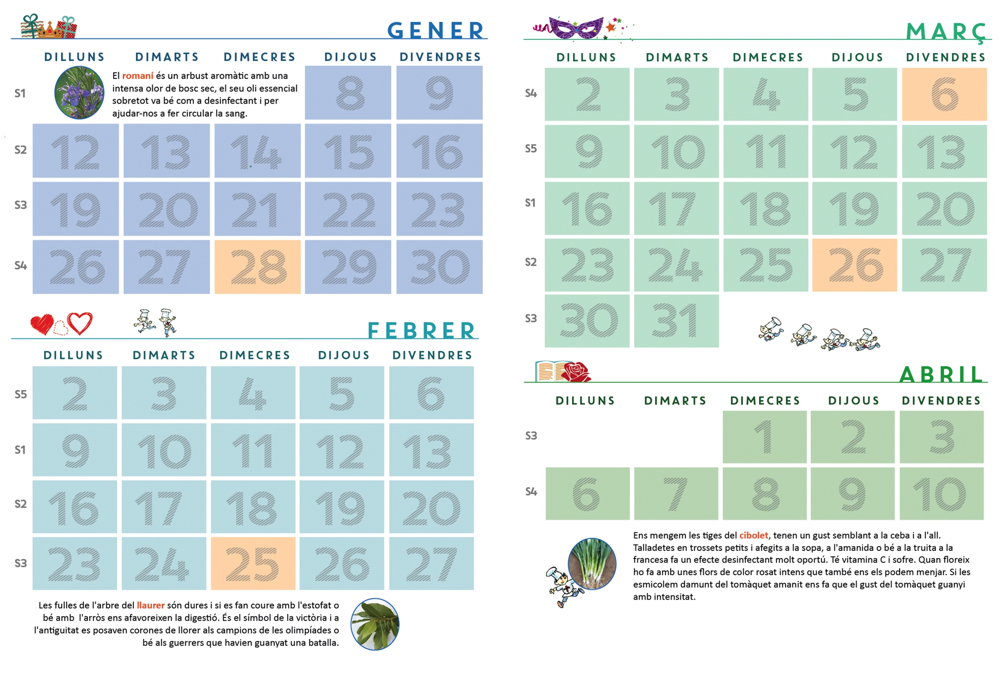 GENER
DILLUNS DIMARTS DIMECRES DIJOUS DIVENDRES
El romaní és un arbust aromàtic amb una
intensa olor de bosc sec, el seu oli essencial
sobretot va bé com a desinfectant i per
ajudar-nos a fer circular la sang.
S1 8 9
S2 12 13 14 15 16
S3 19 20 21 22 23
S4 26 27 28 29 30
FEBRER
DILLUNS DIMARTS DIMECRES DIJOUS DIVENDRES
S5 2 3 4 5 6
S1 9 10 11 12 13
S2 16 17 18 19 20
S3 23 24 25 26 27
Les fulles de l'arbre del llaurer són dures i si es fan coure amb l'estofat o
bé amb l'arròs ens afavoreixen la digestió. És el símbol de la victòria i a
l'antiguitat es posaven corones de llorer als campions de les olimpíades o
bé als guerrers que havien guanyat una batalla.
MARÇ
DILLUNS DIMARTS DIMECRES DIJOUS DIVENDRES
S4 2 3 4 5 6
S5 9 10 11 12 13
S1 16 17 18 19 20
S2 23 24 25 26 27
S3 30 31
ABRIL
DILLUNS DIMARTS DIMECRES DIJOUS DIVENDRES
S3 1 2 3
S4 6 7 8 9 10
Ens mengem les tiges del cibolet, tenen un gust semblant a la ceba i a l'all.
Talladetes en trossets petits i afegits a la sopa, a l'amanida o bé a la truita a la
francesa fa un efecte desinfectant molt oportú. Té vitamina C i sofre. Quan floreix
ho fa amb unes flors de color rosat intens que també ens els podem menjar. Si les
esmicolem damunt del tomàquet amanit ens fa que el gust del tomàquet guanyi
amb intensitat.